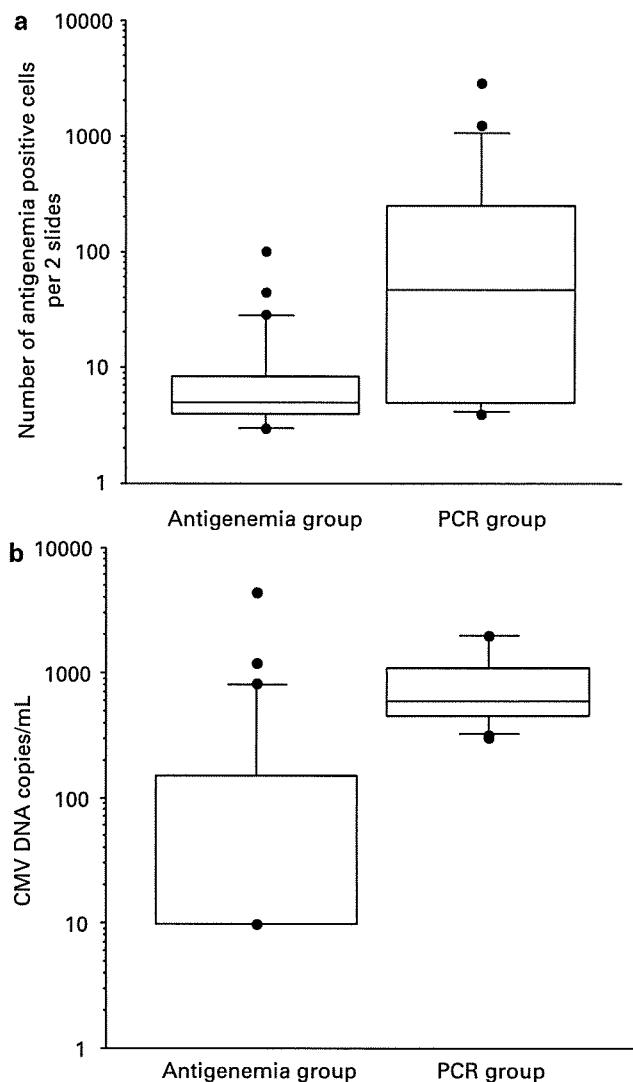 a
10000
1000
100
10
1
Number of antigenemia positive cells
per 2 slides
Antigenemia group PCR group
b
10000
1000
100
10
1
CMV DNA copies/mL
Antigenemia group PCR group